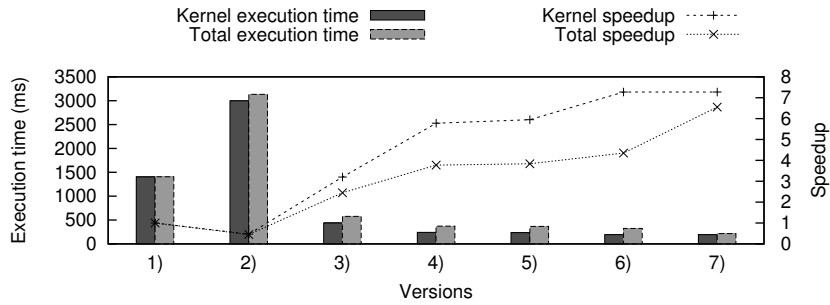 Kernel execution time
Total execution time
Kernel speedup
Total speedup
Execution time (ms)
3500
3000
2500
2000
1500
1000
500
0
8
7
6
5
4
3
2
1
0
Speedup
1) 2) 3) 4) 5) 6) 7)
Versions